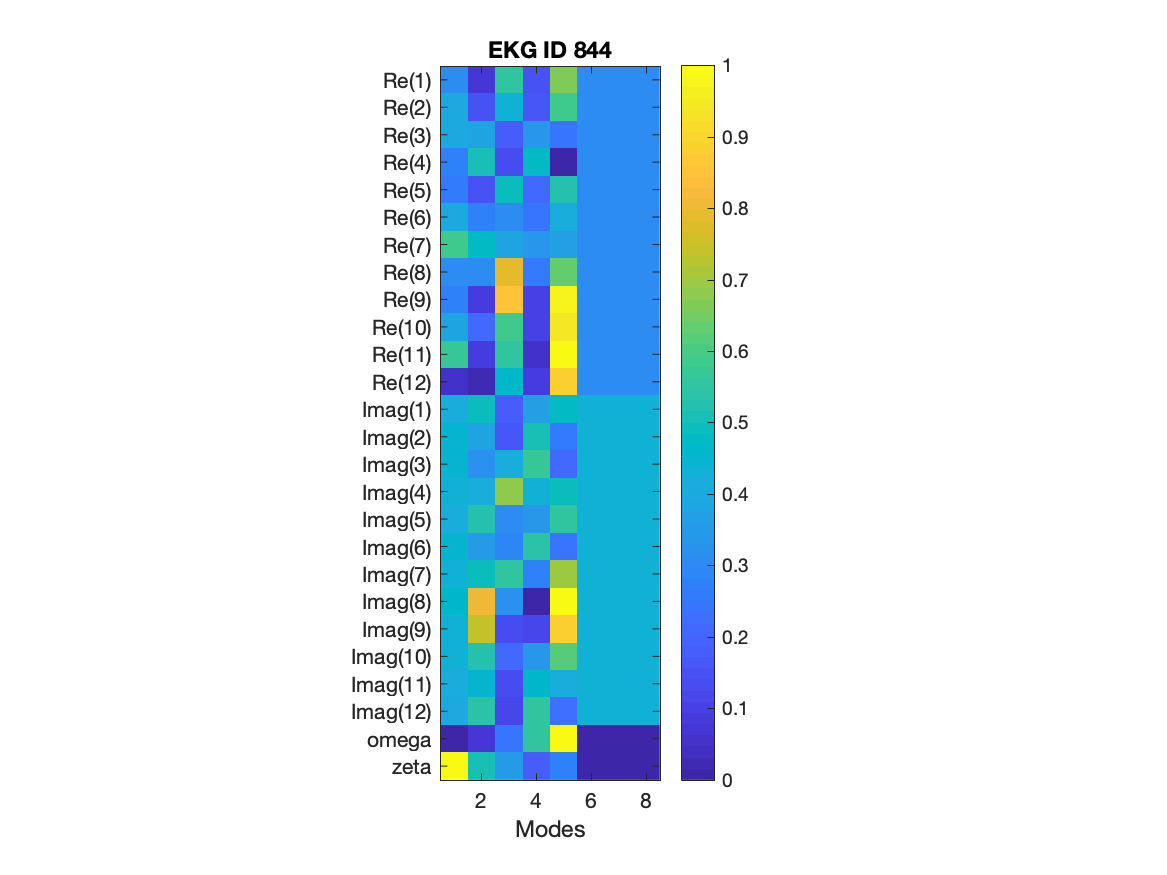 EKG ID 844
Re(1)
Re(2)
Re(3)
Re(4)
Re(5)
Re(6)
Re(7)
Re(8)
Re(9)
Re(10)
Re(11)
Re(12)
Imag(1)
Imag(2)
Imag(3)
Imag(4)
Imag(5)
Imag(6)
Imag(7)
Imag(8)
Imag(9)
Imag(10)
Imag(11)
Imag(12)
omega
zeta
2 4 6 8
Modes
1
0.9
0.8
0.7
0.6
0.5
0.4
0.3
0.2
0.1
0